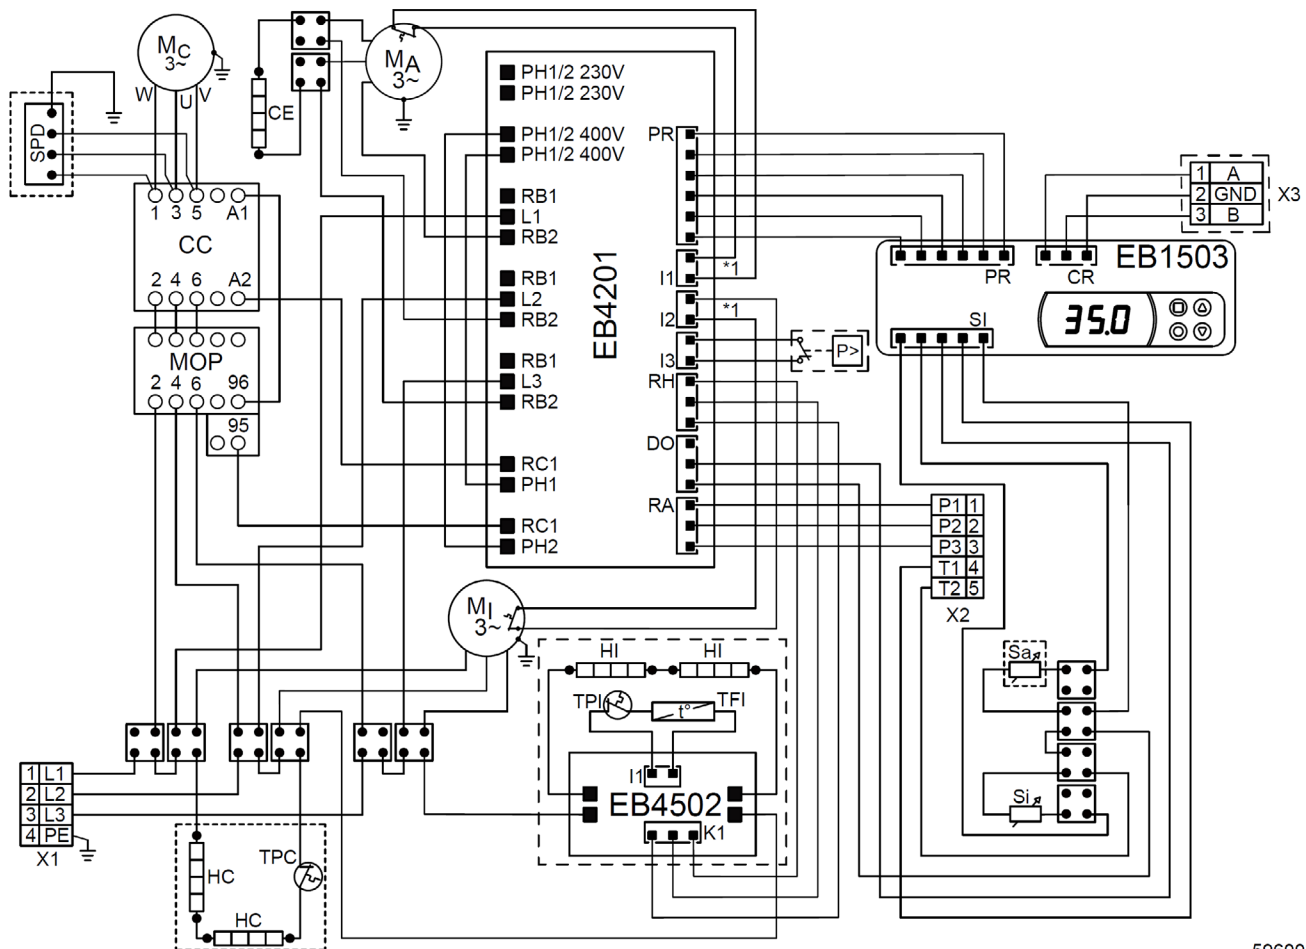 MC
3~
W
U
V
SPD
1 3 5 A1
CC
2 4 6 A2
MOP
2 4 6 96
95
CE
MA
3~
PH1/2 230V
PH1/2 230V
PH1/2 400V
PH1/2 400V
RB1
L1
RB2
RB1
L2
RB2
RB1
L3
RB2
RC1
PH1
RC1
PH2
EB4201
PR
I1
*1
I2
*1
I3
RH
DO
RA
P>
1 A
2 GND
3 B
X3
EB1503
PR
CR
SI
35.0
P1 1
P2 2
P3 3
T1 4
T2 5
X2
MI
3~
HI
HI
TPI
t°
TFI
I1
EB4502
K1
Sa
Si
1 L1
2 L2
3 L3
4 PE
X1
HC
TPC
HC